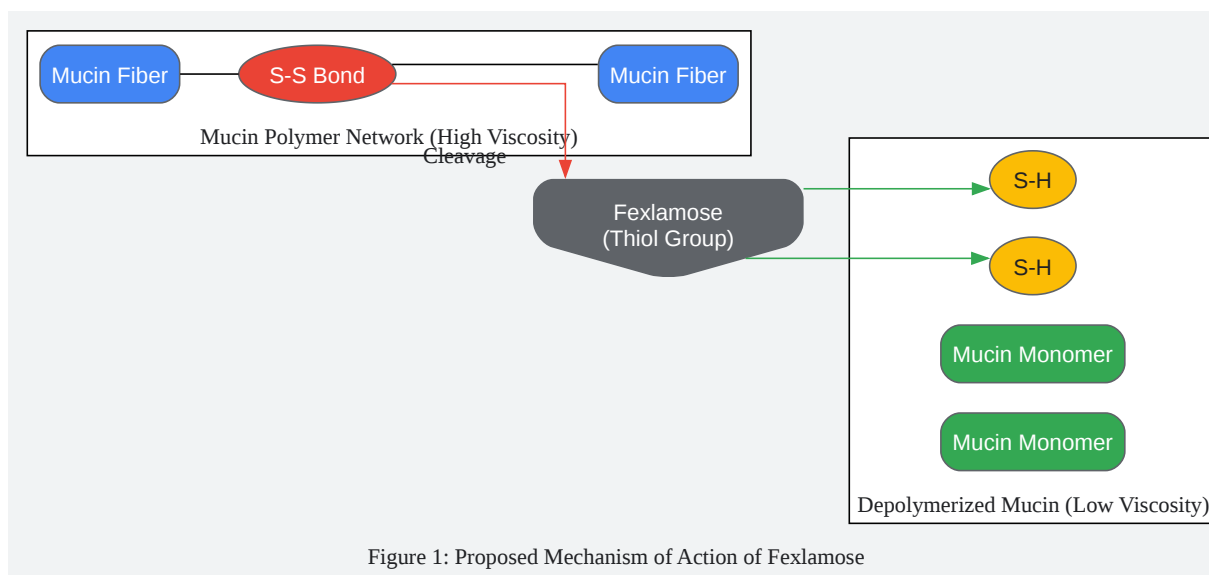 Mucin Fiber
S-S Bond
Mucin Fiber
Mucin Polymer Network (High Viscosity)
Cleavage
Fexlamose
(Thiol Group)
S-H
S-H
Mucin Monomer
Mucin Monomer
Depolymerized Mucin (Low Viscosity)
Figure 1: Proposed Mechanism of Action of Fexlamose